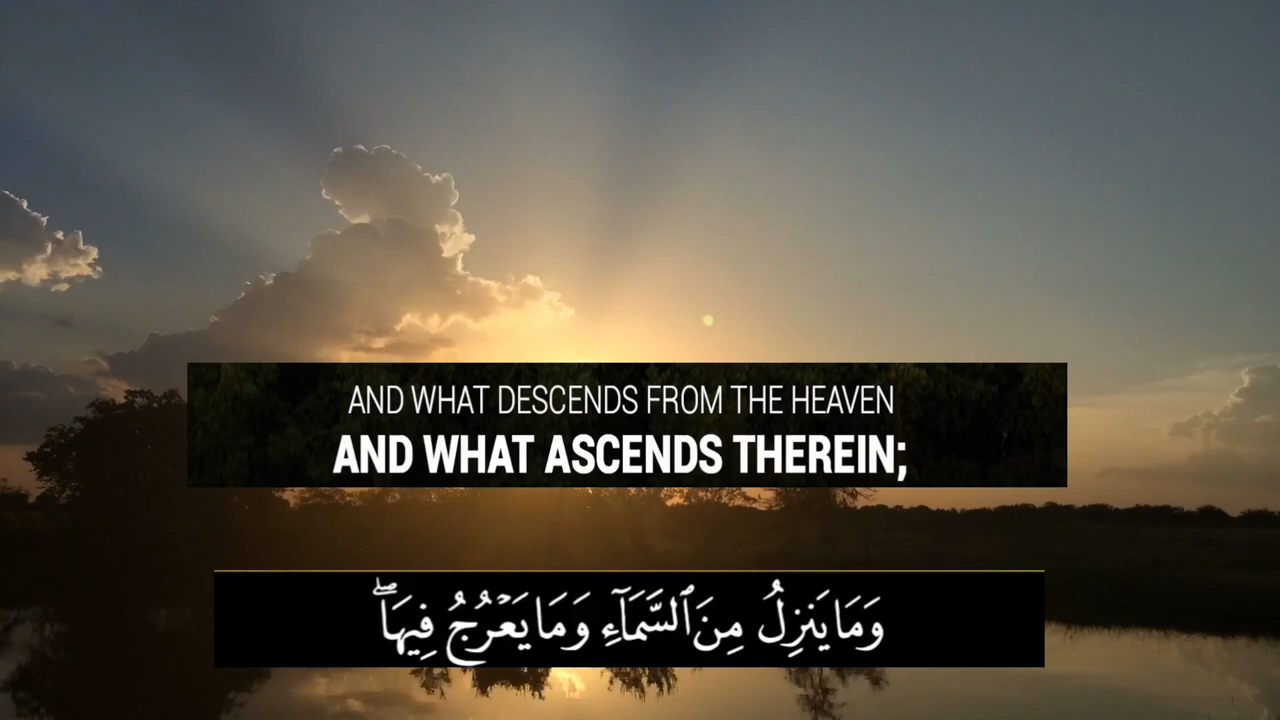 AND WHAT DESCENDS FROM THE HEAVEN
AND WHAT ASCENDS THEREIN;
وَمَا يَنزِلُ مِنَ ٱلسَّمَآءِ وَمَا يَعْرُجُ فِيهَا ۖ